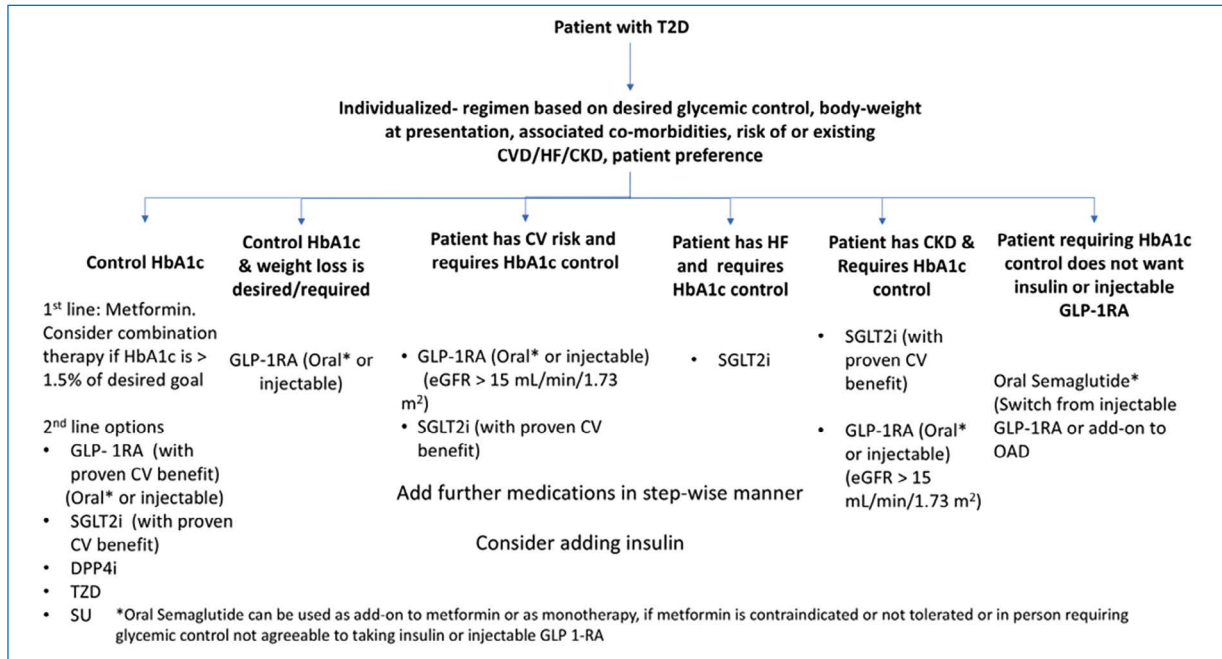 Patient with T2D
Individualized- regimen based on desired glycemic control, body-weight
at presentation, associated co-morbidities, risk of or existing
CVD/HF/CKD, patient preference
Control HbA1c
1st line: Metformin.
Consider combination
therapy if HbA1c is >
1.5% of desired goal
2nd line options
• GLP- 1RA (with
proven CV benefit)
(Oral* or injectable)
• SGLT2i (with proven
CV benefit)
• DPP4i
• TZD
• SU
Control HbA1c
& weight loss is
desired/required
GLP-1RA (Oral* or
injectable)
Patient has CV risk and
requires HbA1c control
• GLP-1RA (Oral* or injectable)
(eGFR > 15 mL/min/1.73
m²)
• SGLT2i (with proven CV
benefit)
Patient has HF
and requires
HbA1c control
• SGLT2i
Patient has CKD &
Requires HbA1c
control
• SGLT2i (with
proven CV
benefit)
• GLP-1RA (Oral*
or injectable)
(eGFR > 15
mL/min/1.73 m²)
Patient requiring HbA1c
control does not want
insulin or injectable
GLP-1RA
Oral Semaglutide*
(Switch from injectable
GLP-1RA or add-on to
OAD
Add further medications in step-wise manner
Consider adding insulin
*Oral Semaglutide can be used as add-on to metformin or as monotherapy, if metformin is contraindicated or not tolerated or in person requiring
glycemic control not agreeable to taking insulin or injectable GLP 1-RA